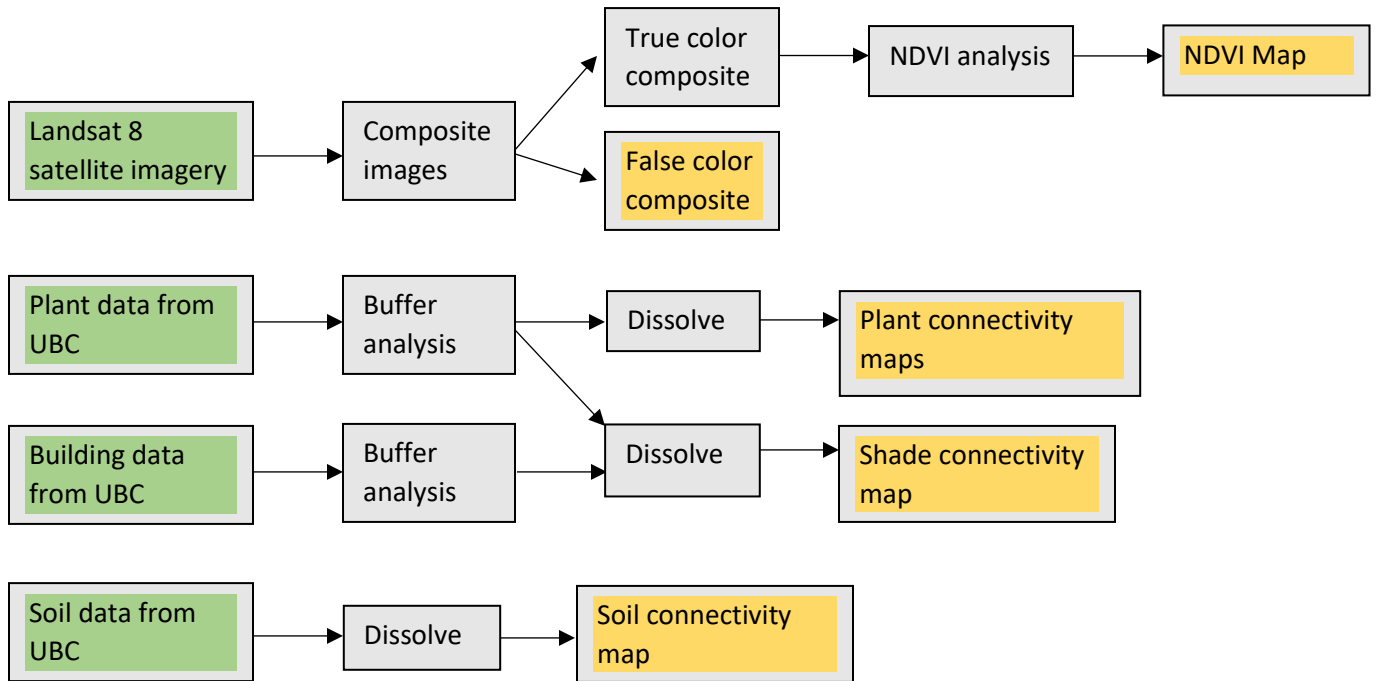 True color
composite
NDVI analysis
NDVI Map
Landsat 8
satellite imagery
Composite
images
False color
composite
Plant data from
UBC
Buffer
analysis
Dissolve
Plant connectivity
maps
Building data
from UBC
Buffer
analysis
Dissolve
Shade connectivity
map
Soil data from
UBC
Dissolve
Soil connectivity
map